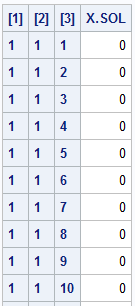 [1] [2] [3] X.SOL
1 1 1 0
1 1 2 0
1 1 3 0
1 1 4 0
1 1 5 0
1 1 6 0
1 1 7 0
1 1 8 0
1 1 9 0
1 1 10 0